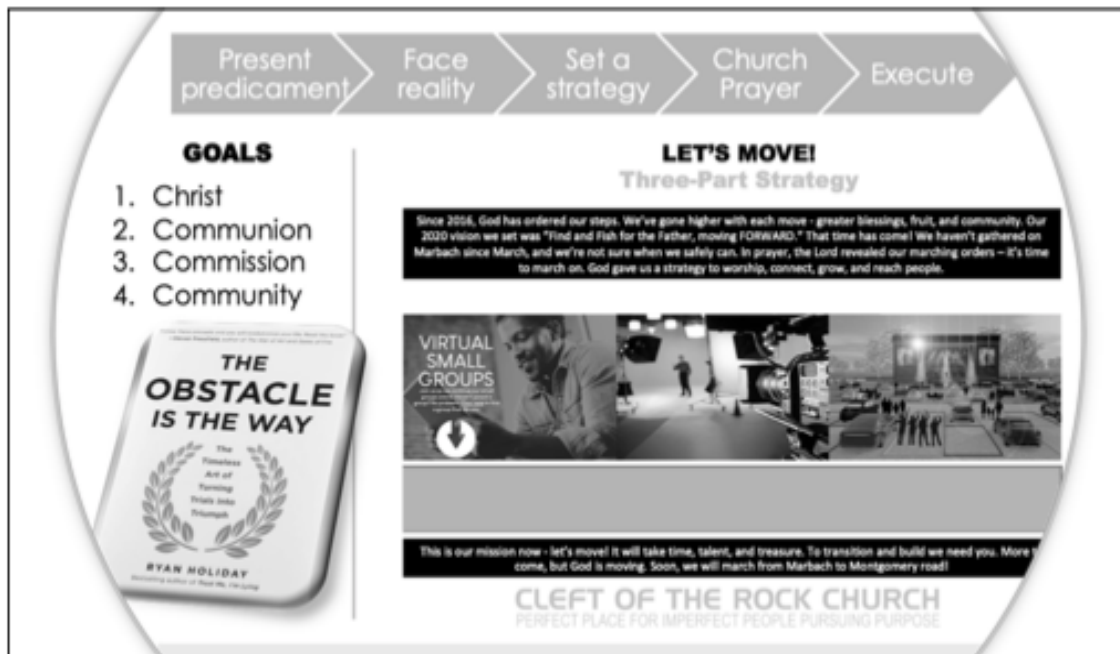 Present
predicament
Face
reality
Set a
strategy
Church
Prayer
Execute
GOALS
1. Christ
2. Communion
3. Commission
4. Community
THE
OBSTACLE
IS THE WAY
The
Timeless
Art of
Turning
Trials into
Triumph
RYAN HOLIDAY
LET'S MOVE!
Three-Part Strategy
Since 2016, God has ordered our steps. We've gone higher with each move - greater blessings, fruit, and community. Our
2020 vision we set was "Find and Fish for the Father, moving FORWARD." That time has come! We haven't gathered on
Marbach since March, and we're not sure when we safely can. In prayer, the Lord revealed our marching orders – it's time
to march on. God gave us a strategy to worship, connect, grow, and reach people.
VIRTUAL
SMALL
GROUPS
This is our mission now - let's move! It will take time, talent, and treasure. To transition and build we need you. More
come, but God is moving. Soon, we will march from Marbach to Montgomery road!
CLEFT OF THE ROCK CHURCH
PERFECT PLACE FOR IMPERFECT PEOPLE PURSUING PURPOSE